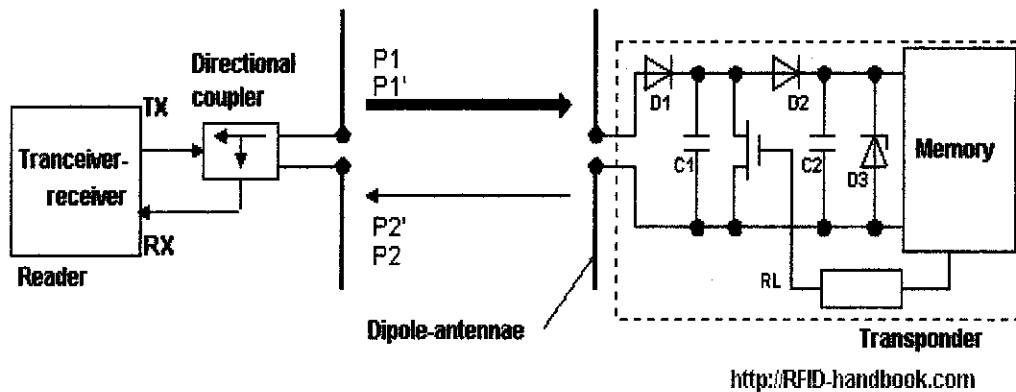 Directional
coupler
TX
Tranceiver-
receiver
RX
Reader
P1
P1'
P2'
P2
Dipole-antennae
D1
D2
C1
C2
D3
Memory
RL
Transponder
http://RFID-handbook.com